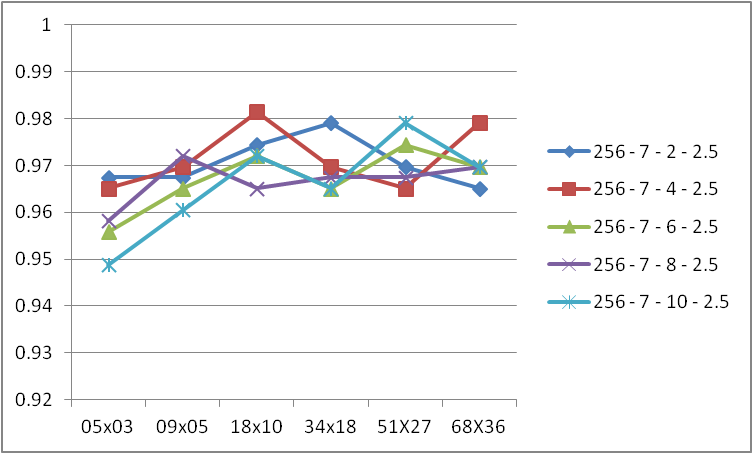 1
0.99
0.98
0.97
0.96
0.95
0.94
0.93
0.92
05x03 09x05 18x10 34x18 51X27 68X36
256 - 7 - 2 - 2.5
256 - 7 - 4 - 2.5
256 - 7 - 6 - 2.5
256 - 7 - 8 - 2.5
256 - 7 - 10 - 2.5